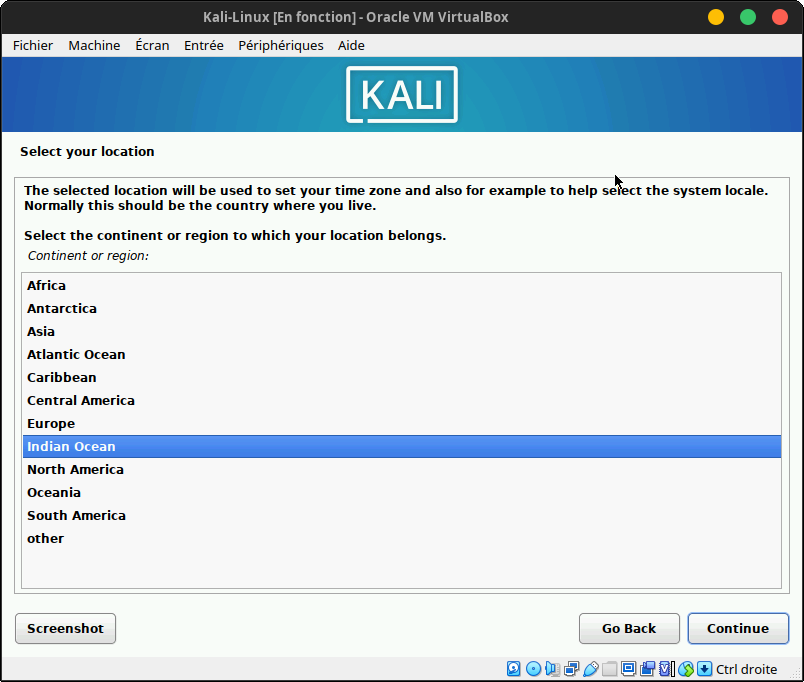 Kali-Linux [En fonction] - Oracle VM VirtualBox
Fichier Machine Écran Entrée Périphériques Aide
KALI
Select your location
The selected location will be used to set your time zone and also for example to help select the system locale.
Normally this should be the country where you live.
Select the continent or region to which your location belongs.
Continent or region:
Africa
Antarctica
Asia
Atlantic Ocean
Caribbean
Central America
Europe
Indian Ocean
North America
Oceania
South America
other
Screenshot Go Back Continue
Ctrl droite